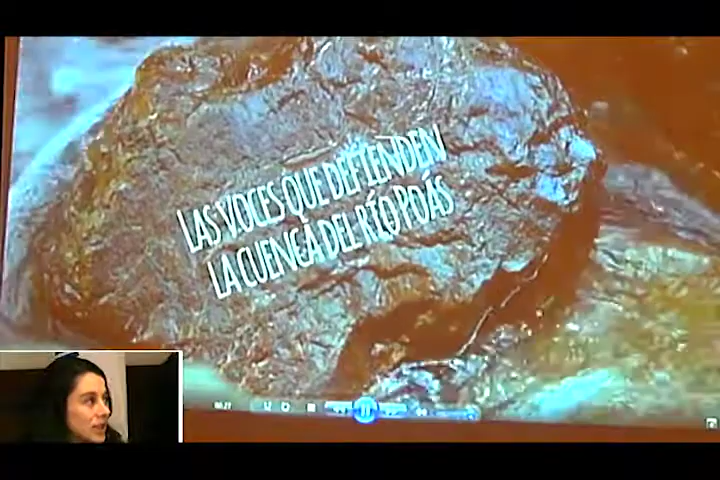 LAS VOCES QUE DEFIENDEN
LA CUENCA DEL RÍO POÁS